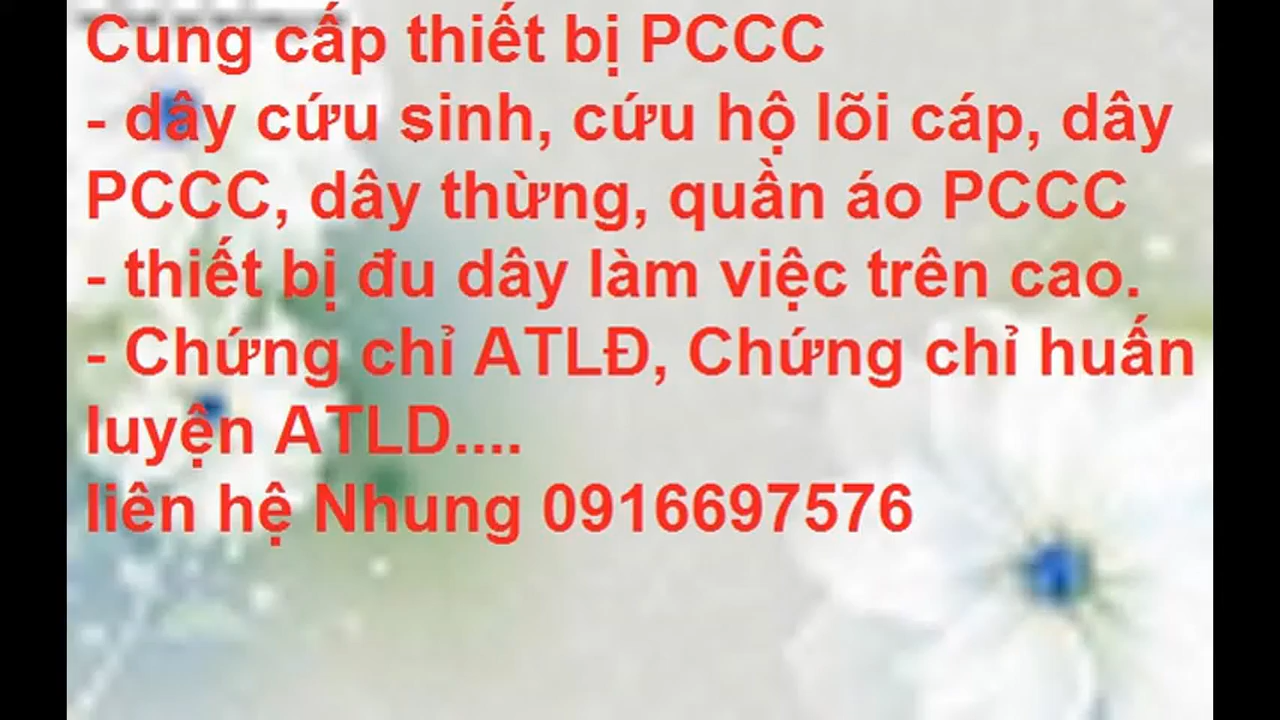 Cung cấp thiết bị PCCC
- dây cứu sinh, cứu hộ lõi cáp, dây
PCCC, dây thừng, quần áo PCCC
- thiết bị đu dây làm việc trên cao.
- Chứng chỉ ATLĐ, Chứng chỉ huấn
luyện ATLD....
liên hệ Nhung 0916697576